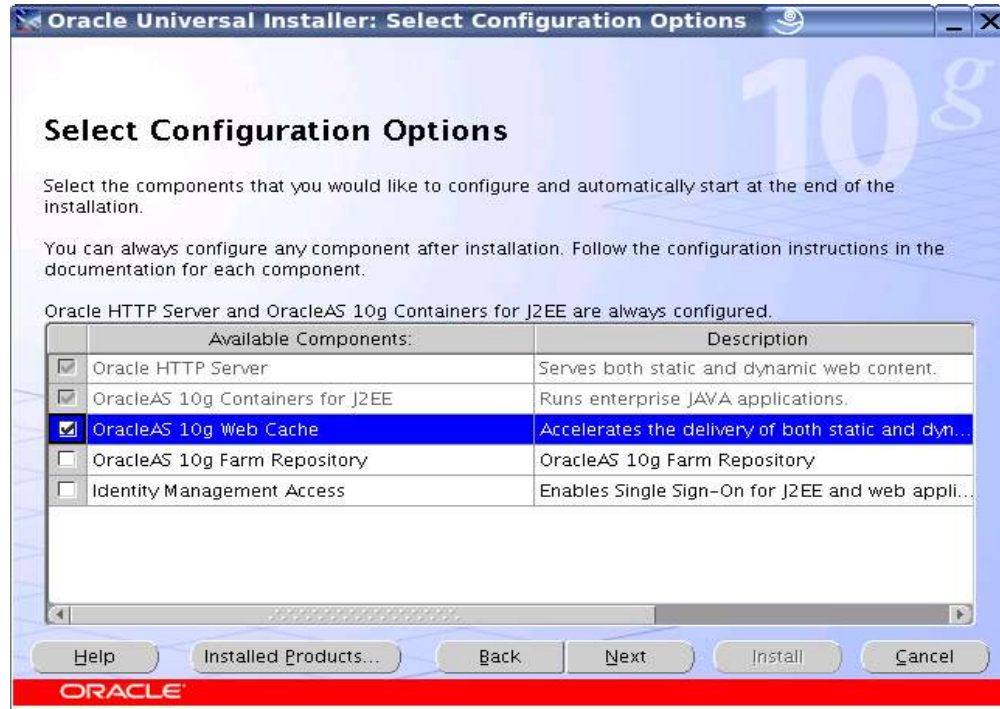 Oracle Universal Installer: Select Configuration Options
10g
Select Configuration Options
Select the components that you would like to configure and automatically start at the end of the
installation.
You can always configure any component after installation. Follow the configuration instructions in the
documentation for each component.
Oracle HTTP Server and OracleAS 10g Containers for J2EE are always configured.
Available Components: Description
Oracle HTTP Server Serves both static and dynamic web content.
OracleAS 10g Containers for J2EE Runs enterprise JAVA applications.
OracleAS 10g Web Cache Accelerates the delivery of both static and dyn...
OracleAS 10g Farm Repository OracleAS 10g Farm Repository
Identity Management Access Enables Single Sign-On for J2EE and web appli...
Help Installed Products... Back Next Install Cancel
ORACLE